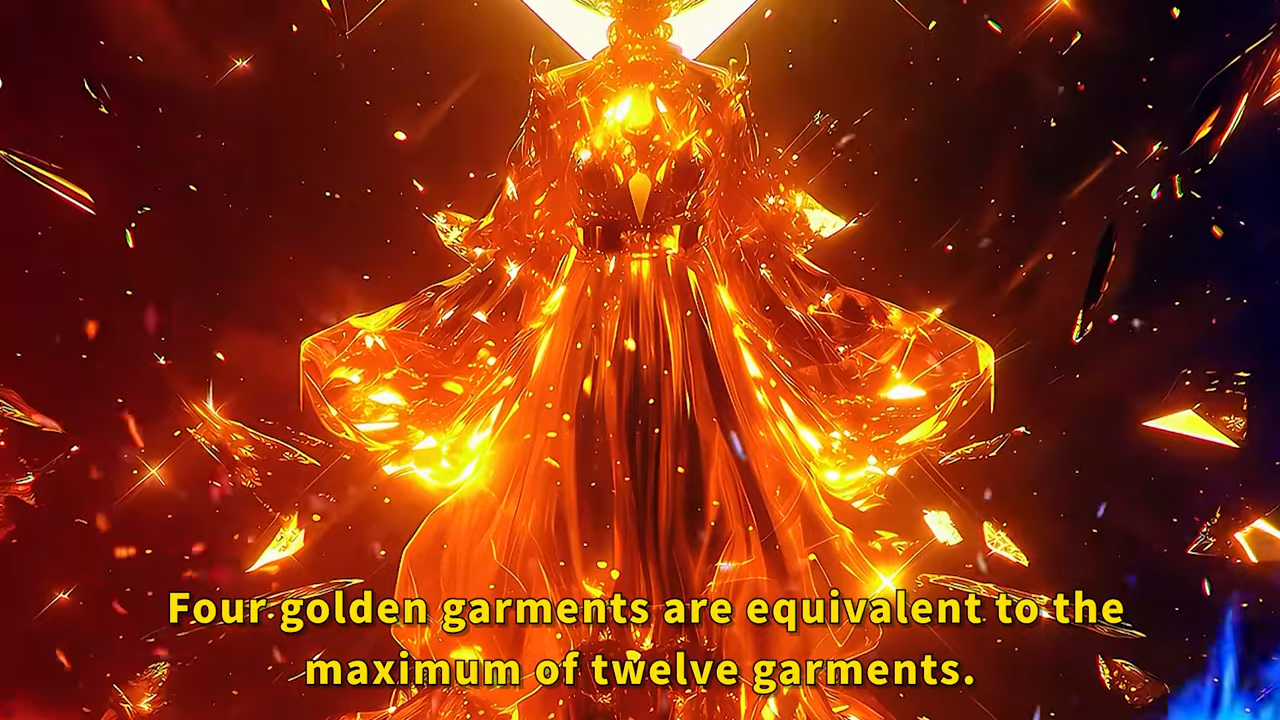 Four golden garments are equivalent to the
maximum of twelve garments.